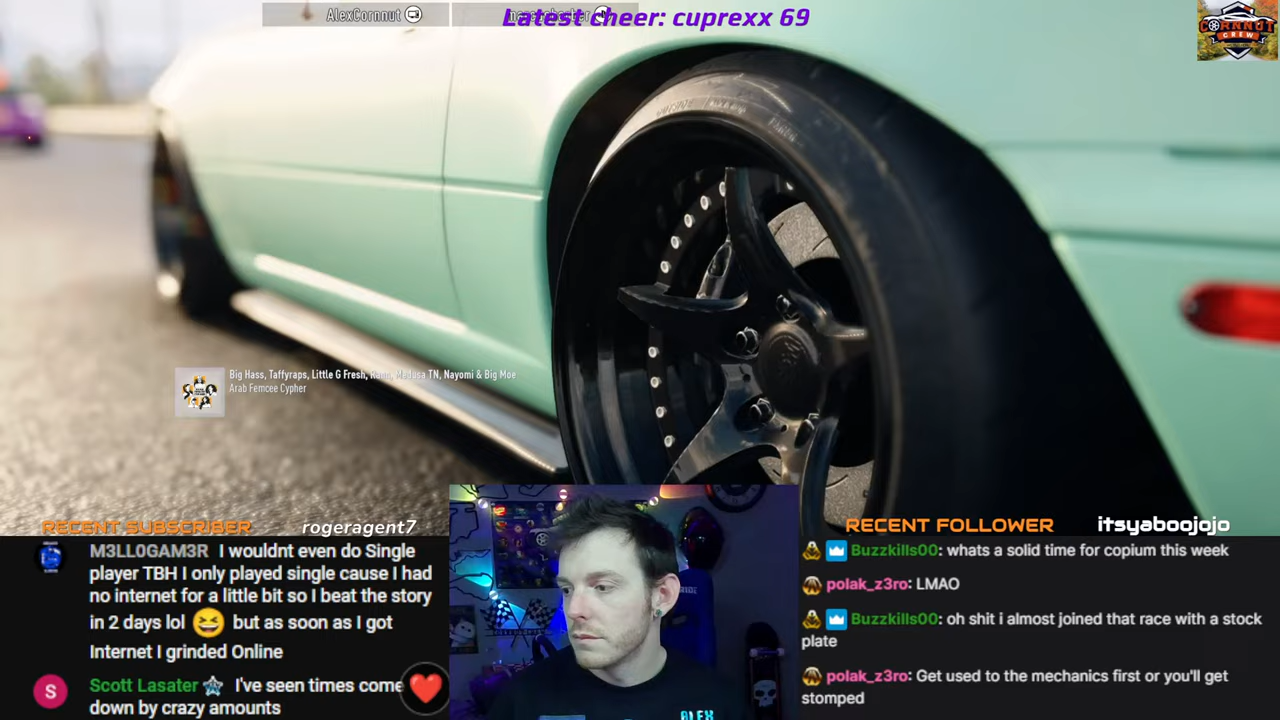 AlexCornnut
Latest cheer: cuprexx 69
CORNNUT
CREW
Big Hass, Taffyraps, Little G Fresh, Medusa TN, Nayomi & Big Moe
Arab Femcee Cypher
RECENT SUBSCRIBER rogeragent7
RECENT FOLLOWER itsyaboojojo
M3LL0GAM3R I wouldnt even do Single
player TBH I only played single cause I had
no internet for a little bit so I beat the story
in 2 days lol 😆 but as soon as I got
Internet I grinded Online
S Scott Lasater I've seen times come
down by crazy amounts
Buzzkills00: whats a solid time for copium this week
polak_z3ro: LMAO
Buzzkills00: oh shit i almost joined that race with a stock
plate
polak_z3ro: Get used to the mechanics first or you'll get
stomped
ALEX